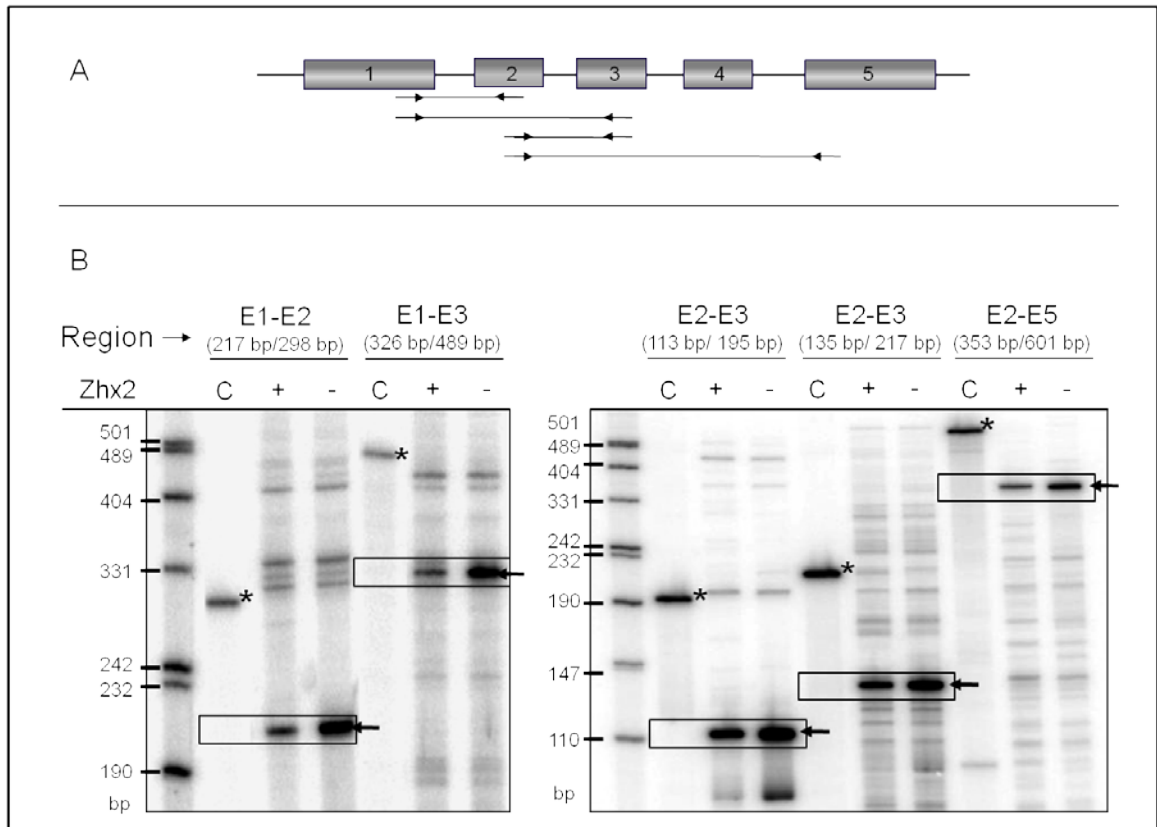 A
1 2 3 4 5
B
Region → E1-E2 E1-E3 E2-E3 E2-E3 E2-E5
(217 bp/298 bp) (326 bp/489 bp) (113 bp/ 195 bp) (135 bp/ 217 bp) (353 bp/601 bp)
Zhx2 C + - C + - C + - C + - C + -
501
489
404
331
242
232
190
bp
* *
501
489
404
331
242
232
190
147
110
bp
* * *